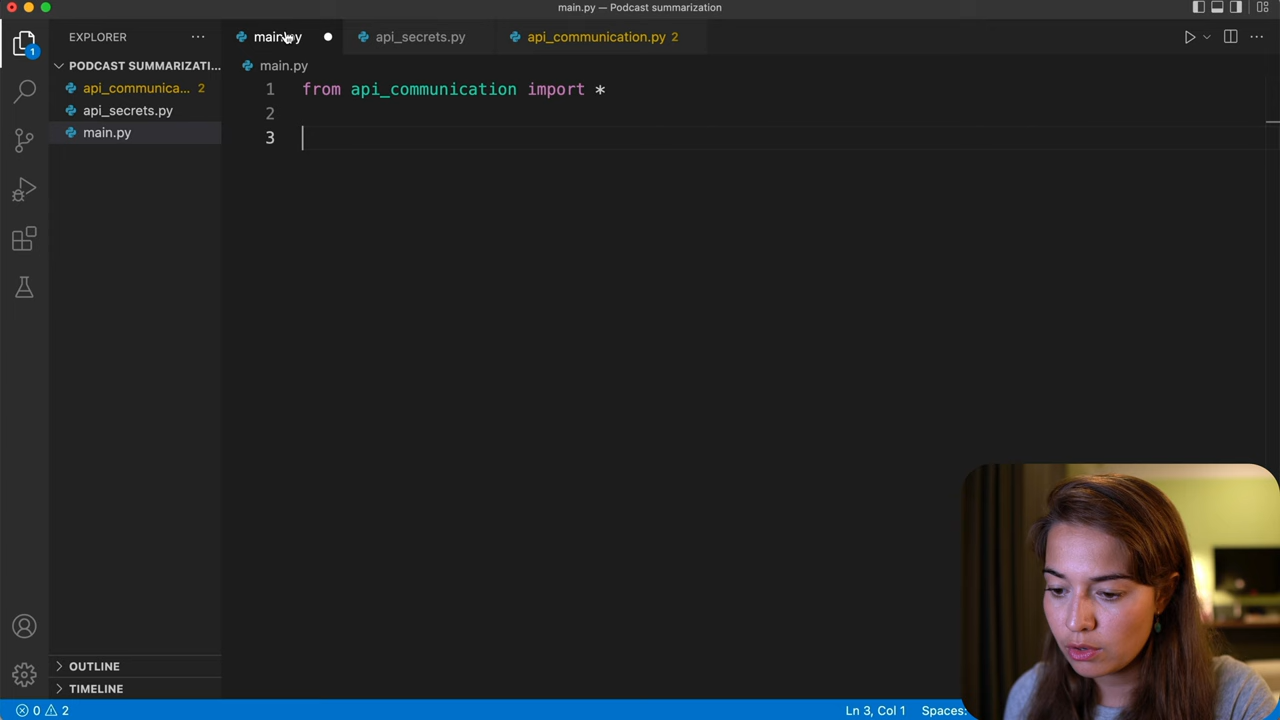 main.py — Podcast summarization
EXPLORER
main.py
api_secrets.py
api_communication.py 2
PODCAST SUMMARIZATI...
main.py
api_communica... 2
1 from api_communication import *
api_secrets.py
2
main.py
3
1
OUTLINE
TIMELINE
0 2
Ln 3, Col 1 Spaces: